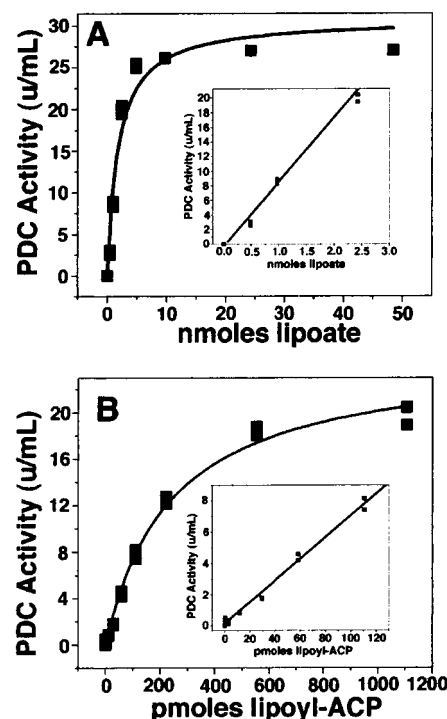 A
PDC Activity (u/mL)
30
25
20
15
10
5
0
PDC Activity (u/mL)
20
18
16
14
12
10
8
6
4
2
0
0.0 0.5 1.0 1.5 2.0 2.5 3.0
nmoles lipoate
0 10 20 30 40 50
nmoles lipoate
B
PDC Activity (u/mL)
20
16
12
8
4
0
PDC Activity (u/mL)
8
6
4
2
0
0 20 40 60 80 100 120
pmoles lipoyl-ACP
0 200 400 600 800 1000 1200
pmoles lipoyl-ACP